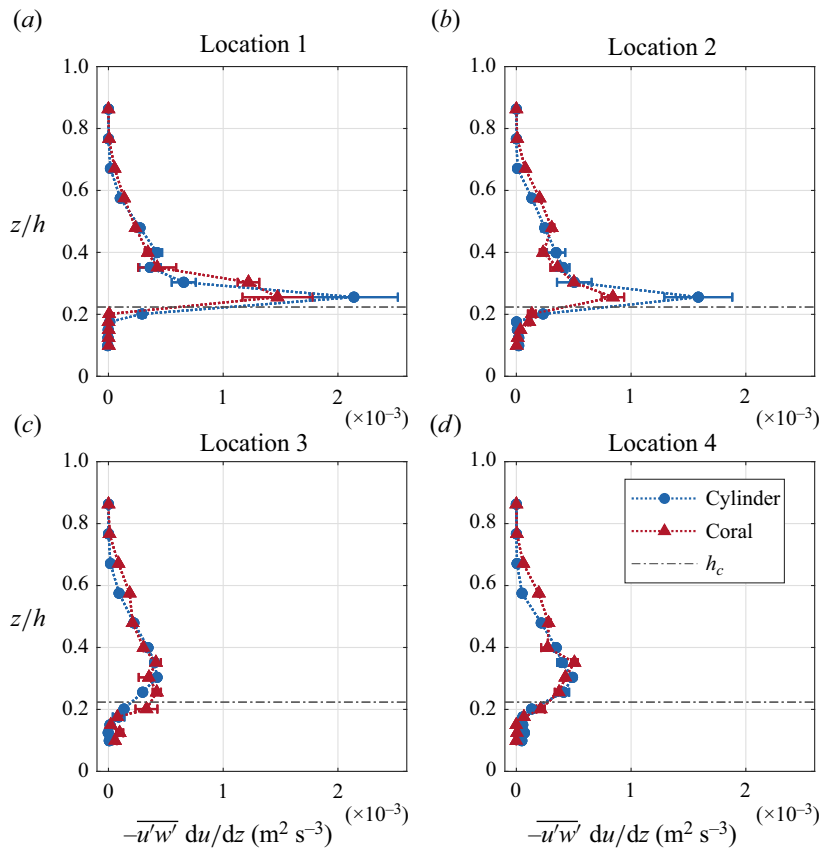 (a) (b)
Location 1 Location 2
1.0 1.0
0.8 0.8
0.6 0.6
z/h
0.4 0.4
0.2 0.2
0 0
0 1 2 0 1 2
(×10⁻³) (×10⁻³)
(c) (d)
Location 3 Location 4
1.0 1.0
Cylinder
0.8 0.8
Coral
h_c
0.6 0.6
z/h
0.4 0.4
0.2 0.2
0 0
0 1 2 0 1 2
(×10⁻³) (×10⁻³)
–u′w′ du/dz (m² s⁻³) –u′w′ du/dz (m² s⁻³)